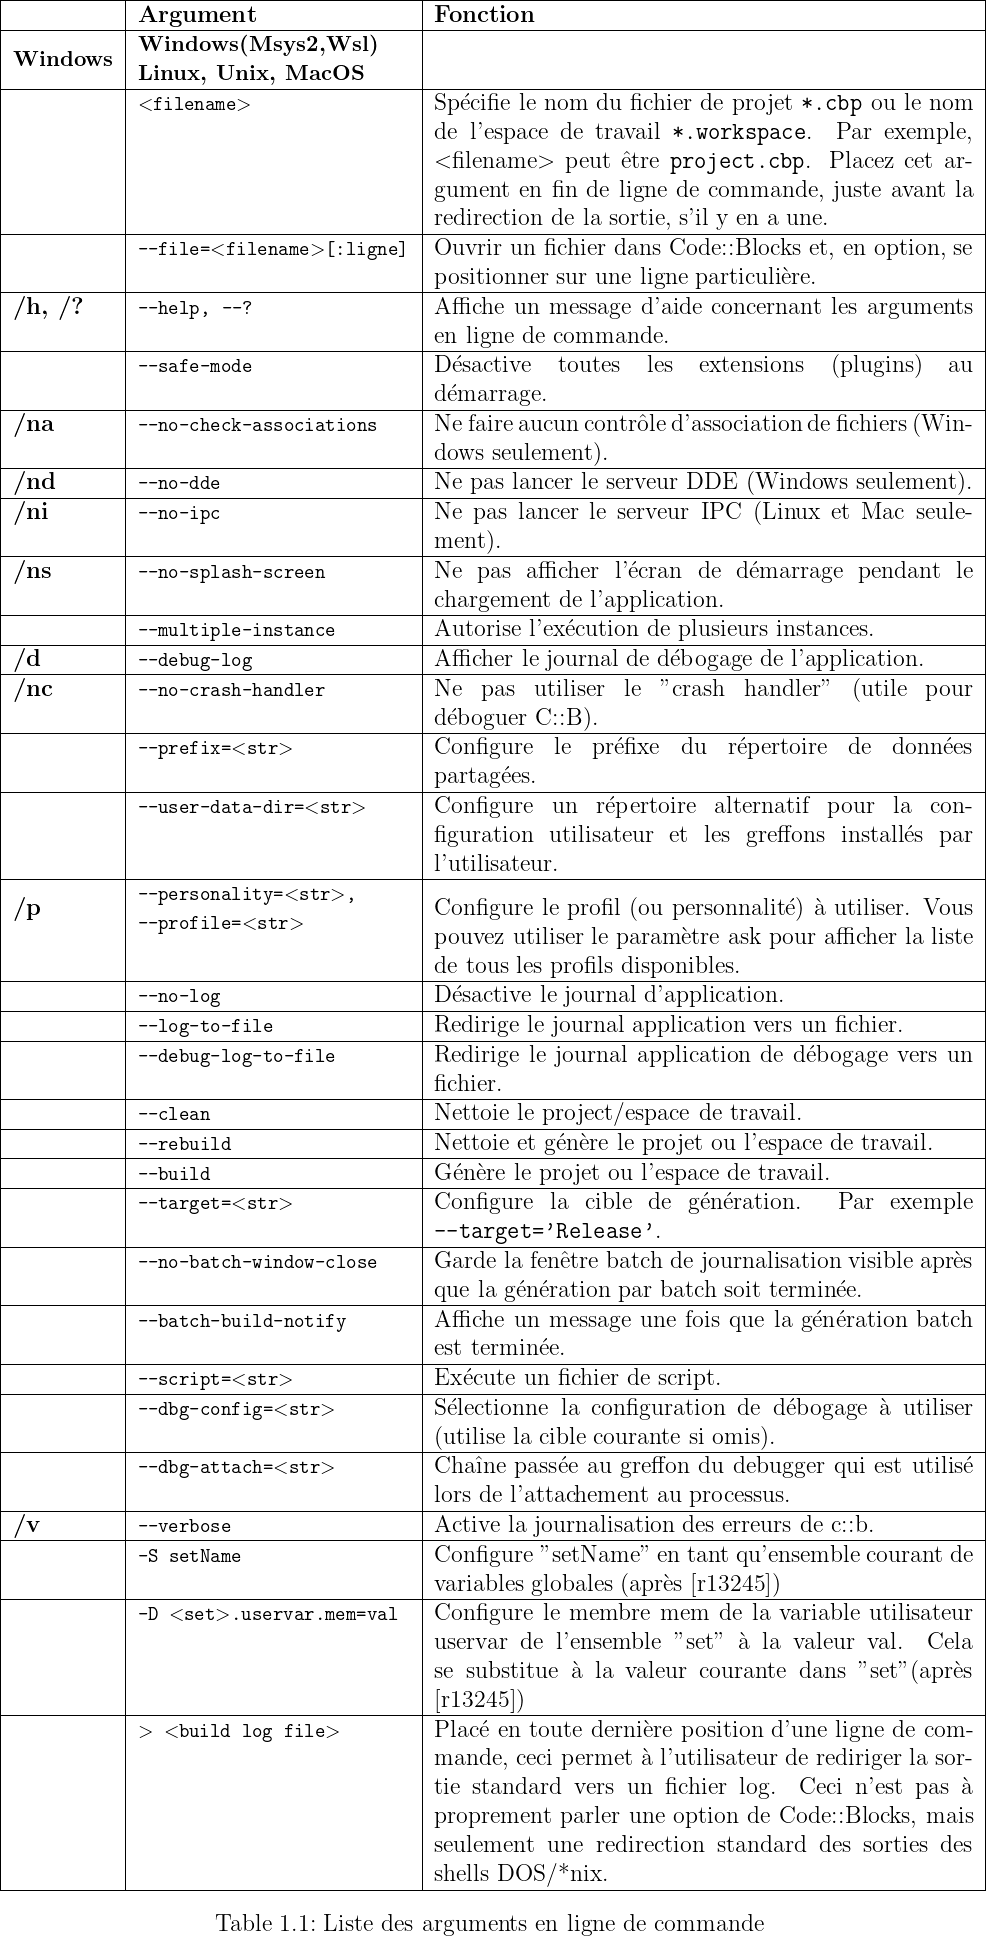 Argument Fonction
Windows Windows(Msys2,Wsl)
Linux, Unix, MacOS
<filename> Spécifie le nom du fichier de projet *.cbp ou le nom
de l'espace de travail *.workspace. Par exemple,
<filename> peut être project.cbp. Placez cet ar-
gument en fin de ligne de commande, juste avant la
redirection de la sortie, s'il y en a une.
--file=<filename>[:ligne] Ouvrir un fichier dans Code::Blocks et, en option, se
positionner sur une ligne particulière.
/h, /? --help, --? Affiche un message d'aide concernant les arguments
en ligne de commande.
--safe-mode Désactive toutes les extensions (plugins) au
démarrage.
/na --no-check-associations Ne faire aucun contrôle d'association de fichiers (Win-
dows seulement).
/nd --no-dde Ne pas lancer le serveur DDE (Windows seulement).
/ni --no-ipc Ne pas lancer le serveur IPC (Linux et Mac seule-
ment).
/ns --no-splash-screen Ne pas afficher l'écran de démarrage pendant le
chargement de l'application.
--multiple-instance Autorise l'exécution de plusieurs instances.
/d --debug-log Afficher le journal de débogage de l'application.
/nc --no-crash-handler Ne pas utiliser le "crash handler" (utile pour
déboguer C::B).
--prefix=<str> Configure le préfixe du répertoire de données
partagées.
--user-data-dir=<str> Configure un répertoire alternatif pour la con-
figuration utilisateur et les greffons installés par
l'utilisateur.
/p --personality=<str>,
--profile=<str> Configure le profil (ou personnalité) à utiliser. Vous
pouvez utiliser le paramètre ask pour afficher la liste
de tous les profils disponibles.
--no-log Désactive le journal d'application.
--log-to-file Redirige le journal application vers un fichier.
--debug-log-to-file Redirige le journal application de débogage vers un
fichier.
--clean Nettoie le project/espace de travail.
--rebuild Nettoie et génère le projet ou l'espace de travail.
--build Génère le projet ou l'espace de travail.
--target=<str> Configure la cible de génération. Par exemple
--target='Release'.
--no-batch-window-close Garde la fenêtre batch de journalisation visible après
que la génération par batch soit terminée.
--batch-build-notify Affiche un message une fois que la génération batch
est terminée.
--script=<str> Exécute un fichier de script.
--dbg-config=<str> Sélectionne la configuration de débogage à utiliser
(utilise la cible courante si omis).
--dbg-attach=<str> Chaîne passée au greffon du debugger qui est utilisé
lors de l'attachement au processus.
/v --verbose Active la journalisation des erreurs de c::b.
-S setName Configure "setName" en tant qu'ensemble courant de
variables globales (après [r13245])
-D <set>.uservar.mem=val Configure le membre mem de la variable utilisateur
uservar de l'ensemble "set" à la valeur val. Cela
se substitue à la valeur courante dans "set"(après
[r13245])
> <build log file> Placé en toute dernière position d'une ligne de com-
mande, ceci permet à l'utilisateur de rediriger la sor-
tie standard vers un fichier log. Ceci n'est pas à
proprement parler une option de Code::Blocks, mais
seulement une redirection standard des sorties des
shells DOS/*nix.
Table 1.1: Liste des arguments en ligne de commande